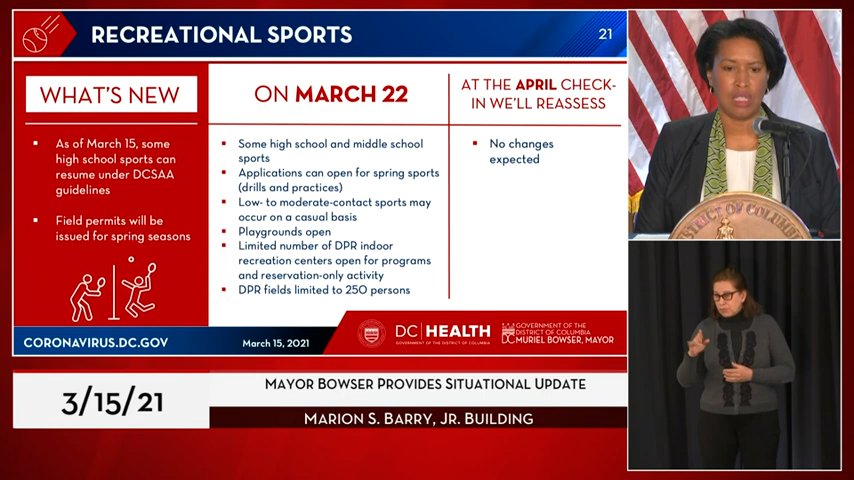 RECREATIONAL SPORTS
21
WHAT'S NEW
As of March 15, some
high school sports can
resume under DCSAA
guidelines
Field permits will be
issued for spring seasons
ON MARCH 22
Some high school and middle school
sports
Applications can open for spring sports
(drills and practices)
Low- to moderate-contact sports may
occur on a casual basis
Playgrounds open
Limited number of DPR indoor
recreation centers open for programs
and reservation-only activity
DPR fields limited to 250 persons
AT THE APRIL CHECK-
IN WE'LL REASSESS
No changes
expected
CORONAVIRUS.DC.GOV
March 15, 2021
DC HEALTH
GOVERNMENT OF THE DISTRICT OF COLUMBIA
GOVERNMENT OF THE
DISTRICT OF COLUMBIA
DC MURIEL BOWSER, MAYOR
3/15/21
MAYOR BOWSER PROVIDES SITUATIONAL UPDATE
MARION S. BARRY, JR. BUILDING
DISTRICT OF COLUMB